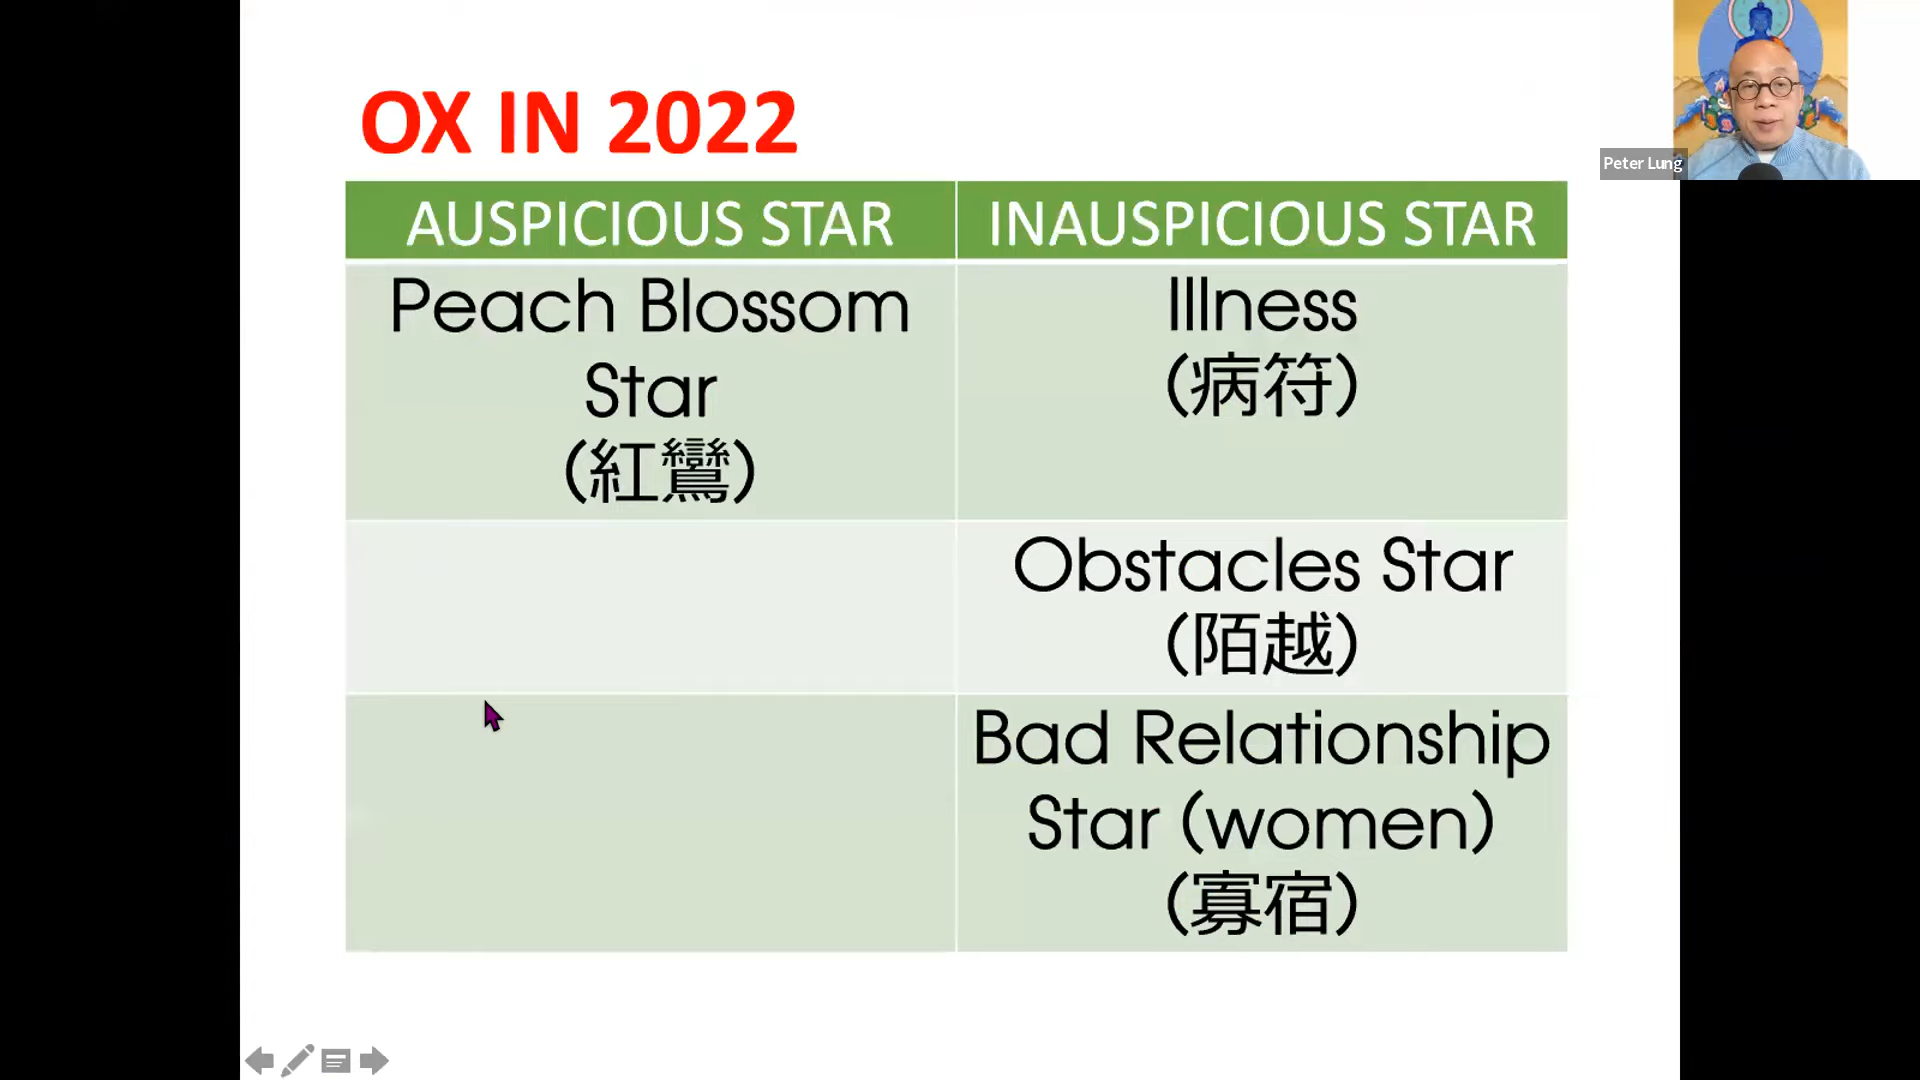 OX IN 2022
Peter Lung
AUSPICIOUS STAR
INAUSPICIOUS STAR
Peach Blossom
Star
(紅鸞)
Illness
(病符)
Obstacles Star
(陌越)
Bad Relationship
Star (women)
(寡宿)